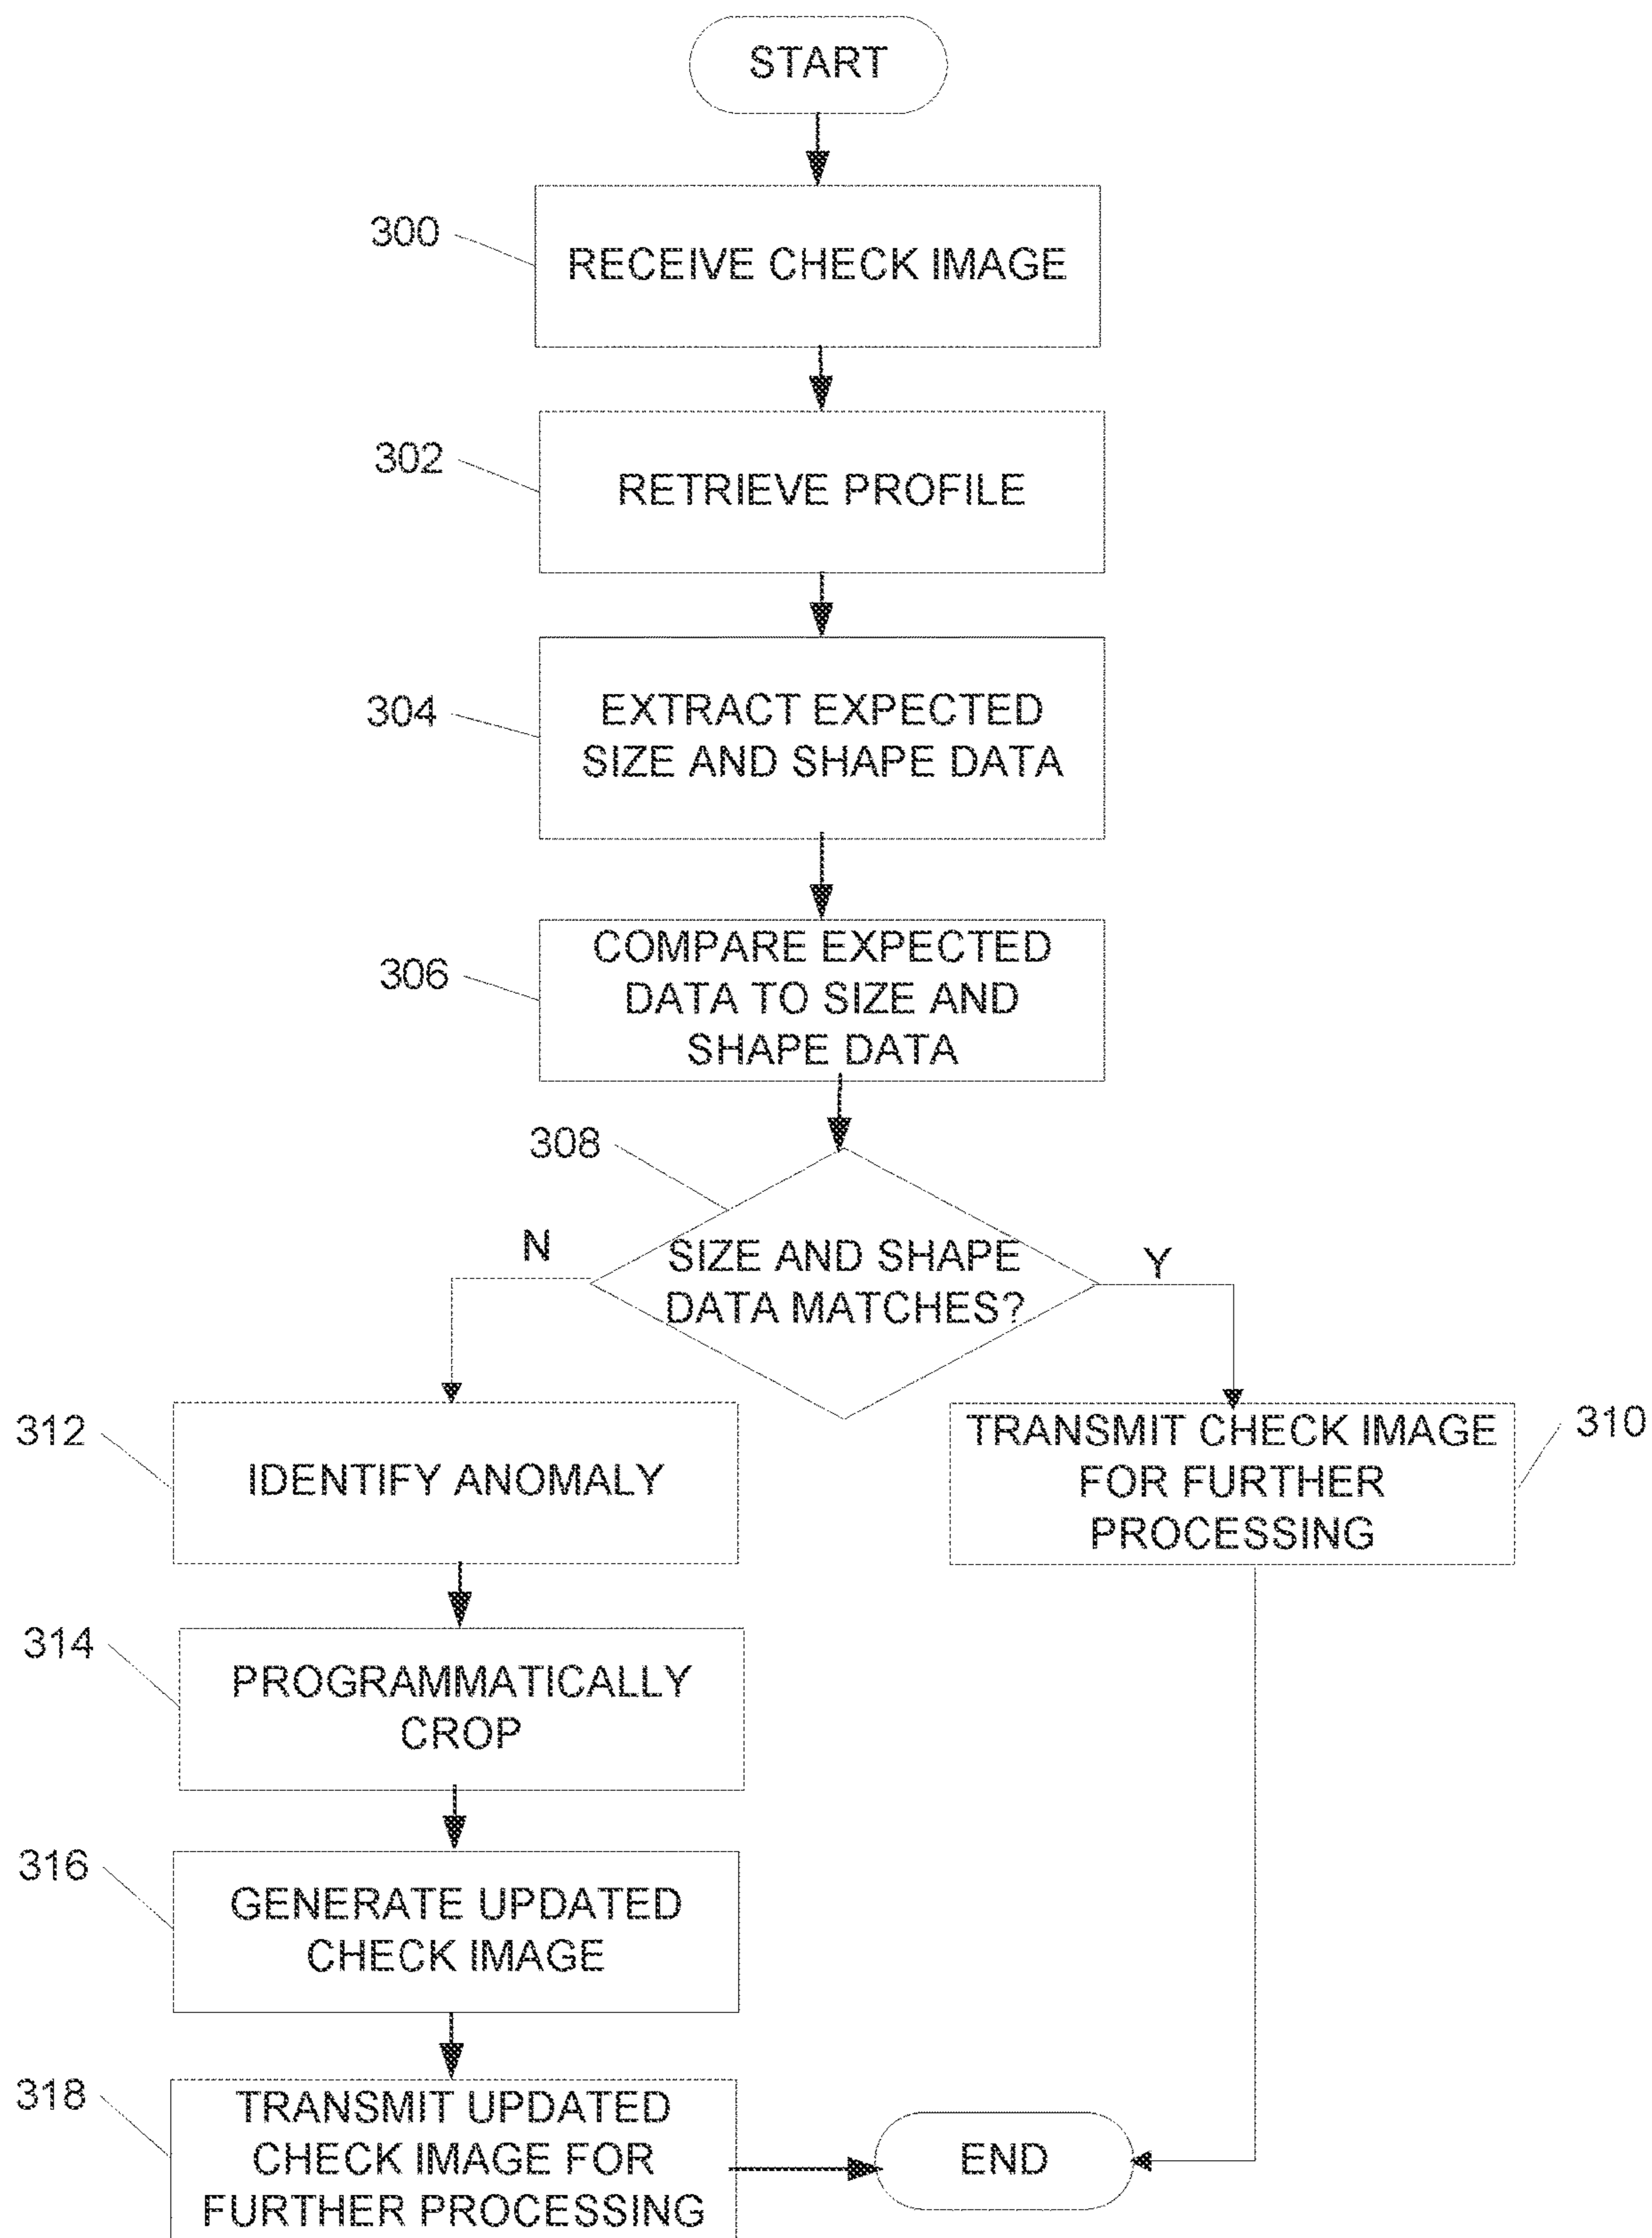 START
300
RECEIVE CHECK IMAGE
302
RETRIEVE PROFILE
304
EXTRACT EXPECTED
SIZE AND SHAPE DATA
306
COMPARE EXPECTED
DATA TO SIZE AND
SHAPE DATA
308
N
SIZE AND SHAPE
DATA MATCHES?
Y
312
IDENTIFY ANOMALY
TRANSMIT CHECK IMAGE
FOR FURTHER
PROCESSING
310
314
PROGRAMMATICALLY
CROP
316
GENERATE UPDATED
CHECK IMAGE
318
TRANSMIT UPDATED
CHECK IMAGE FOR
FURTHER PROCESSING
END